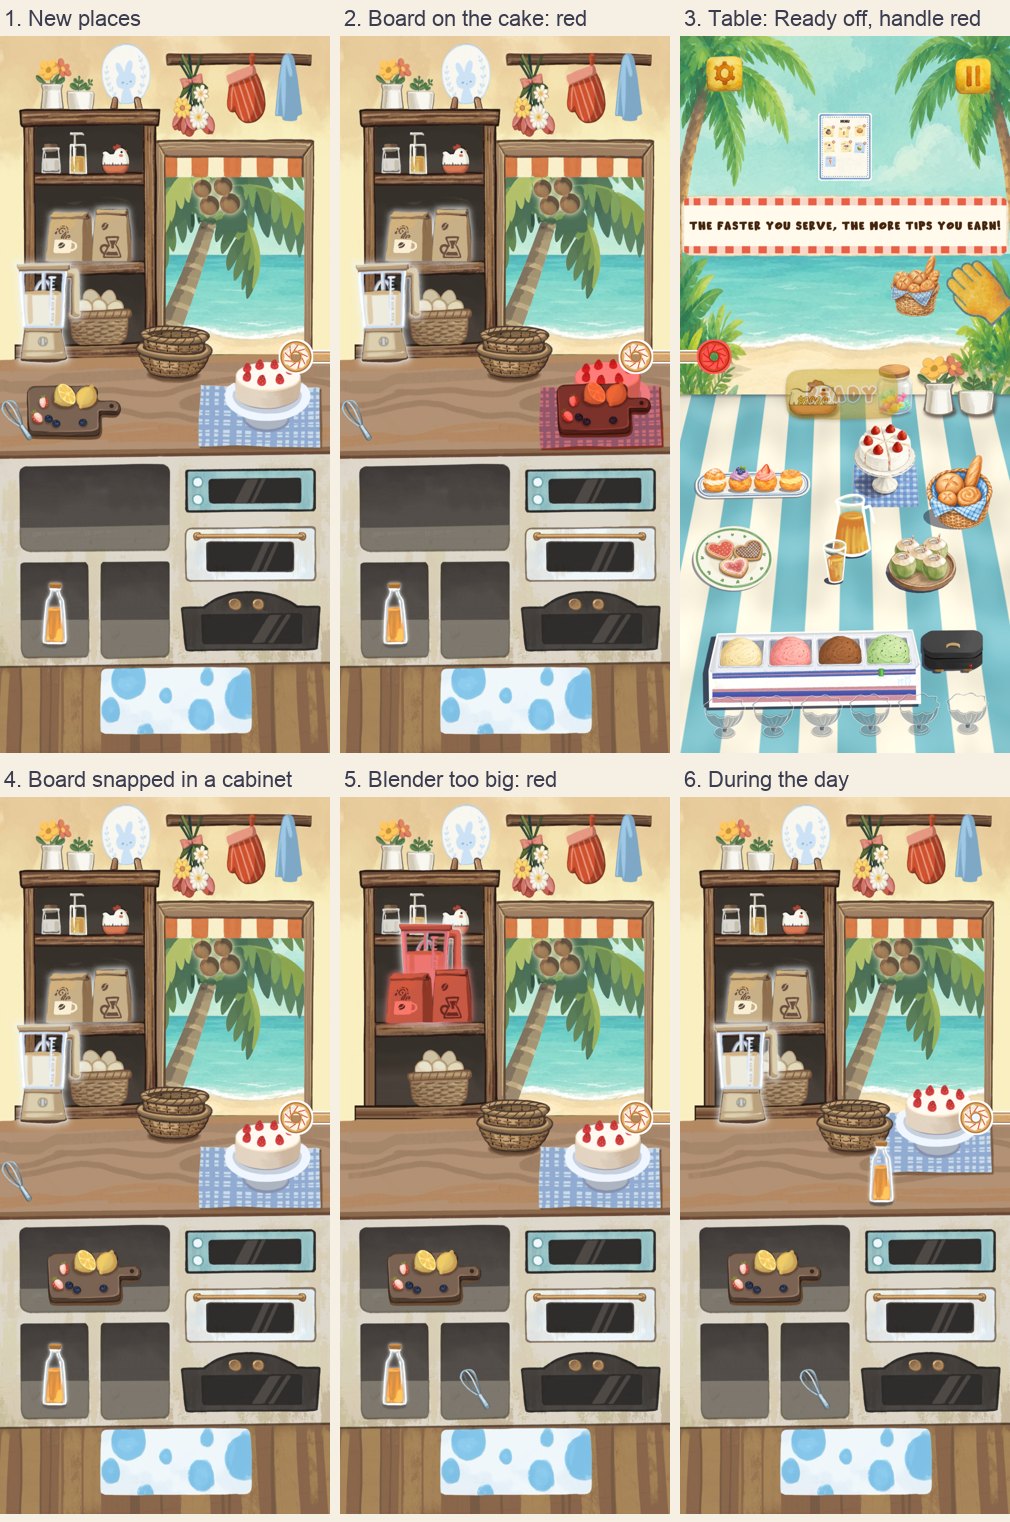 1. New places
2. Board on the cake: red
3. Table: Ready off, handle red
MENU
THE FASTER YOU SERVE, THE MORE TIPS YOU EARN!
READY
4. Board snapped in a cabinet
5. Blender too big: red
6. During the day